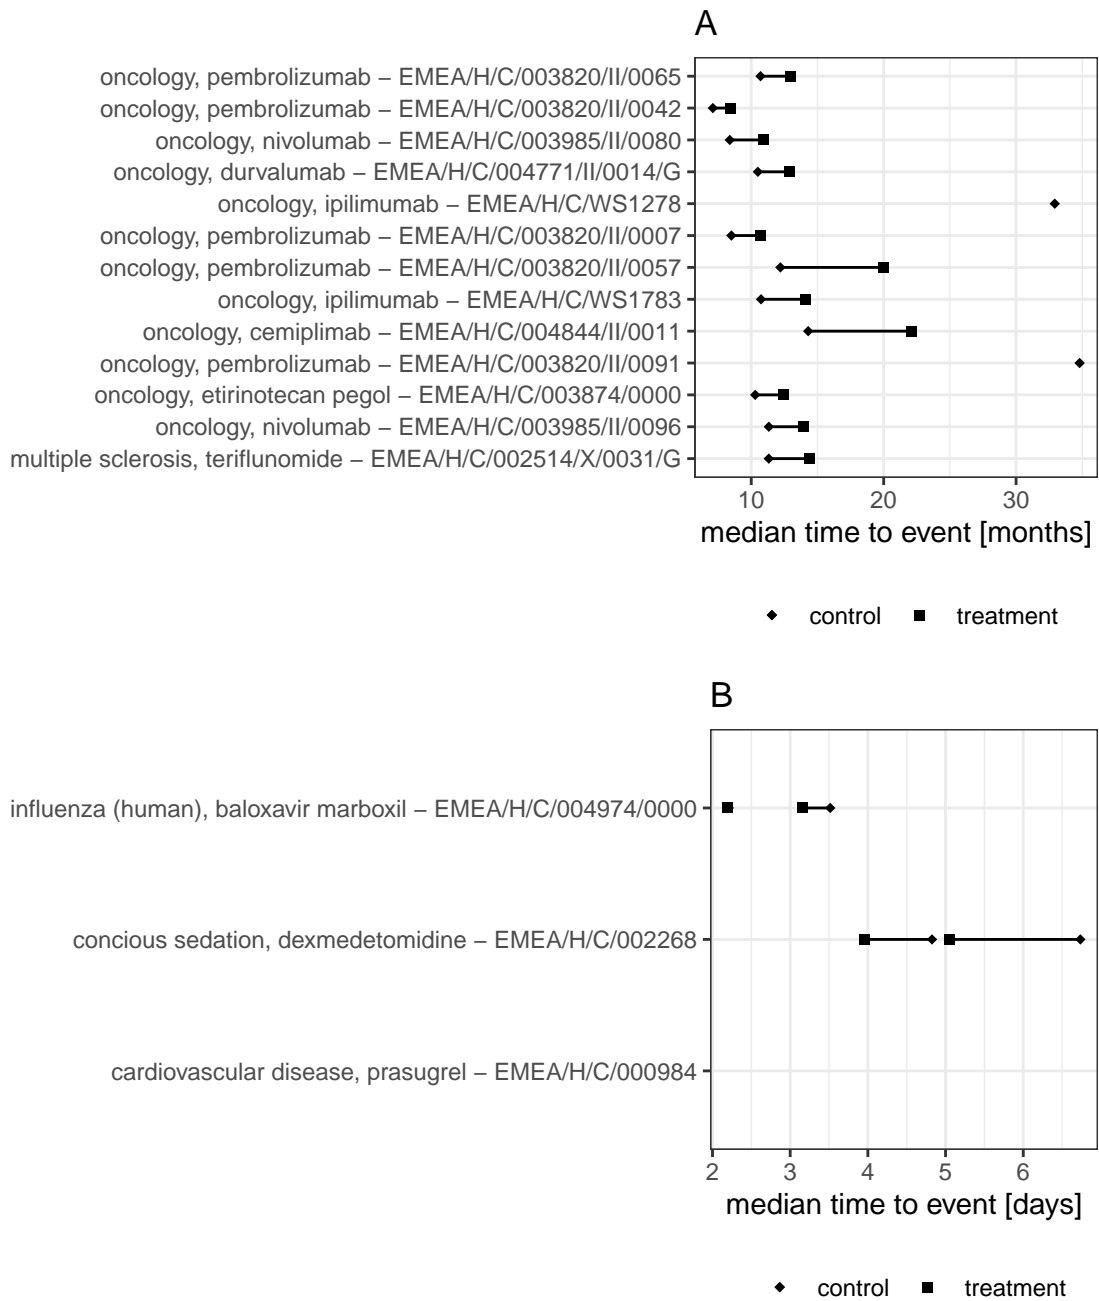 A
oncology, pembrolizumab – EMEA/H/C/003820/II/0065
oncology, pembrolizumab – EMEA/H/C/003820/II/0042
oncology, nivolumab – EMEA/H/C/003985/II/0080
oncology, durvalumab – EMEA/H/C/004771/II/0014/G
oncology, ipilimumab – EMEA/H/C/WS1278
oncology, pembrolizumab – EMEA/H/C/003820/II/0007
oncology, pembrolizumab – EMEA/H/C/003820/II/0057
oncology, ipilimumab – EMEA/H/C/WS1783
oncology, cemiplimab – EMEA/H/C/004844/II/0011
oncology, pembrolizumab – EMEA/H/C/003820/II/0091
oncology, etirinotecan pegol – EMEA/H/C/003874/0000
oncology, nivolumab – EMEA/H/C/003985/II/0096
multiple sclerosis, teriflunomide – EMEA/H/C/002514/X/0031/G
10 20 30
median time to event [months]
control treatment
B
influenza (human), baloxavir marboxil – EMEA/H/C/004974/0000
concious sedation, dexmedetomidine – EMEA/H/C/002268
cardiovascular disease, prasugrel – EMEA/H/C/000984
2 3 4 5 6
median time to event [days]
control treatment